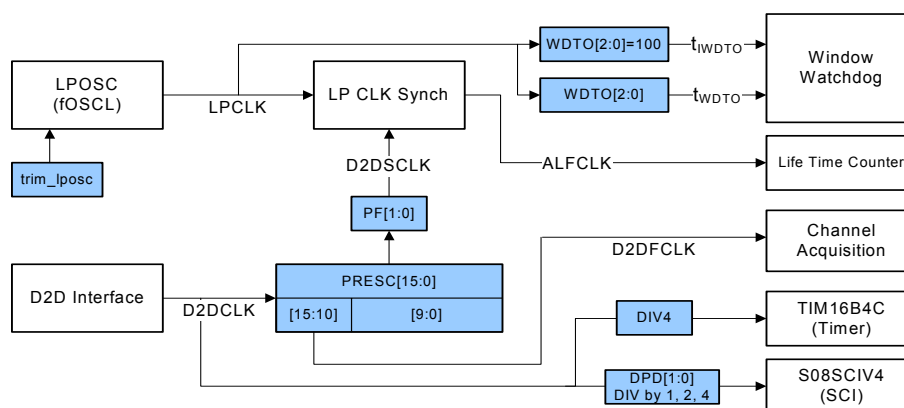 WDTO[2:0]=100
tIWDTO
Window
Watchdog
LPOSC
(fOSCL)
LPCLK
LP CLK Synch
WDTO[2:0]
tWDTO
D2DSCLK
ALFCLK
Life Time Counter
trim_lposc
PF[1:0]
Channel
Acquisition
D2DFCLK
D2D Interface
D2DCLK
PRESC[15:0]
[15:10]
[9:0]
DIV4
TIM16B4C
(Timer)
DPD[1:0]
DIV by 1, 2, 4
S08SCIV4
(SCI)